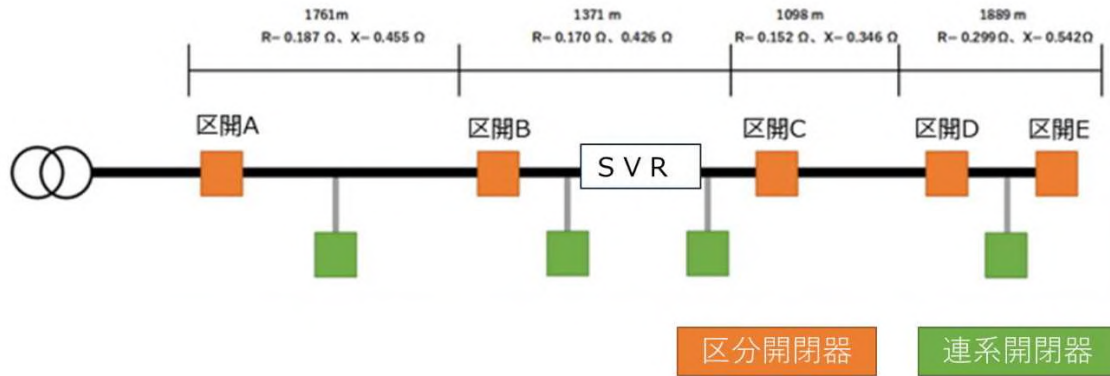 1761m
R− 0.187 Ω、X− 0.455 Ω
1371 m
R− 0.170 Ω、0.426 Ω
1098 m
R− 0.152 Ω、X− 0.346 Ω
1889 m
R− 0.299Ω、X− 0.542Ω
区開A
区開B
SVR
区開C
区開D
区開E
区分開閉器
連系開閉器